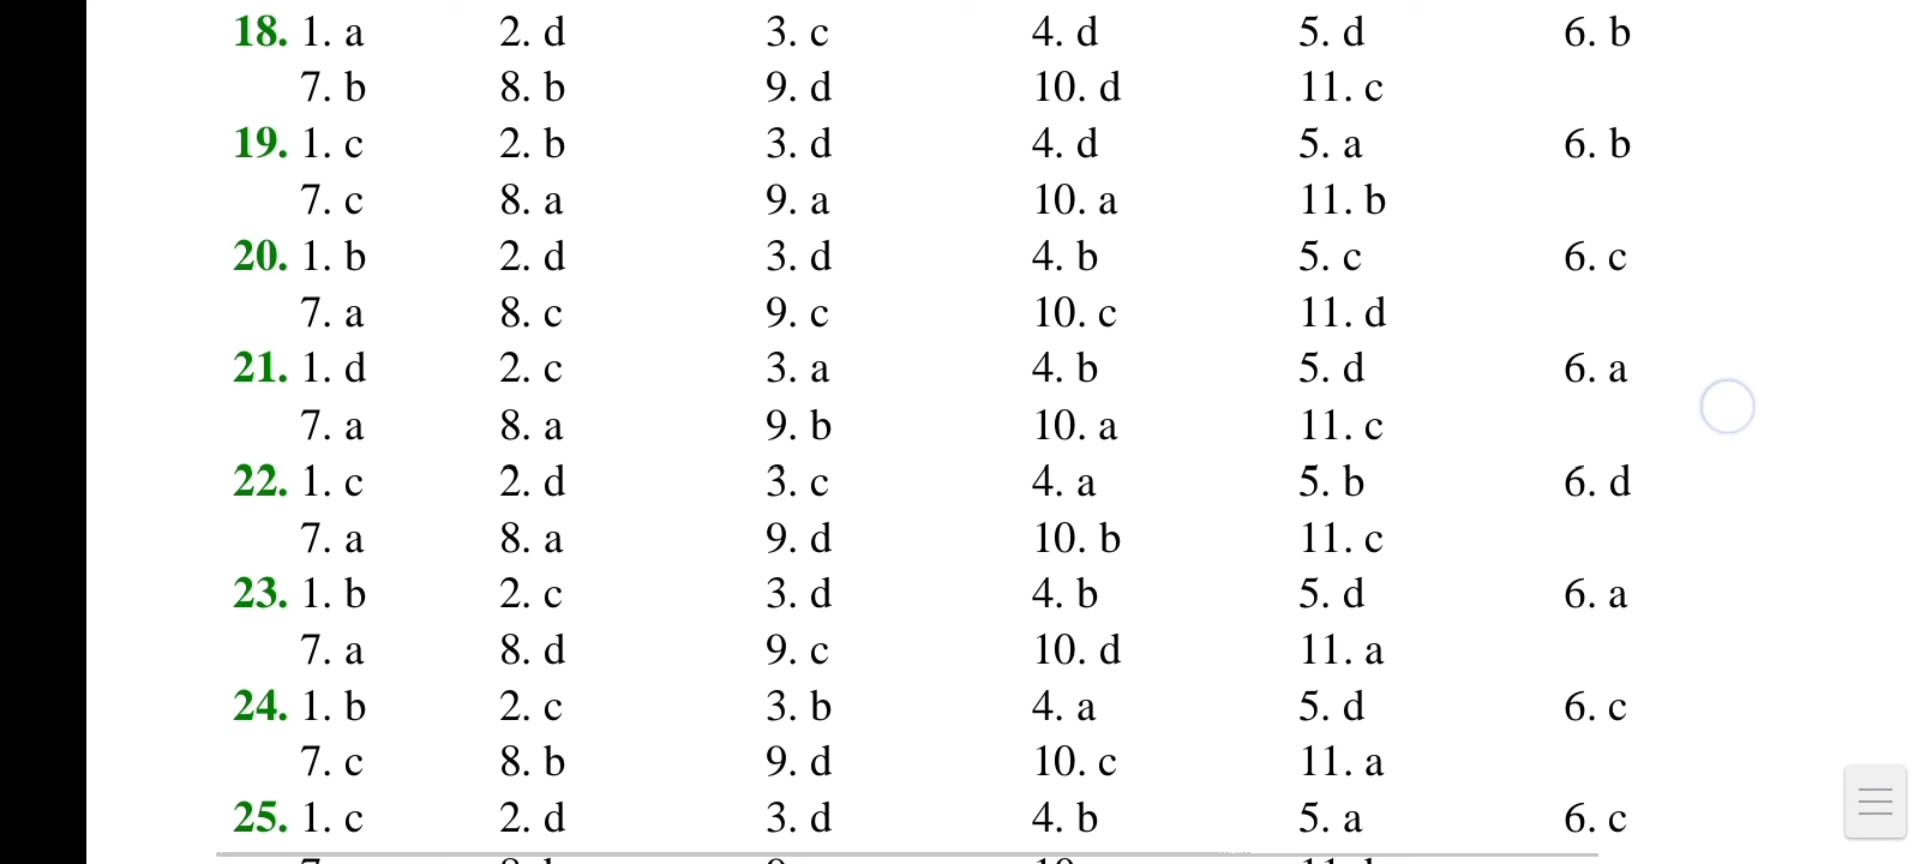 18. 1. a 2. d 3. c 4. d 5. d 6. b
7. b 8. b 9. d 10. d 11. c
19. 1. c 2. b 3. d 4. d 5. a 6. b
7. c 8. a 9. a 10. a 11. b
20. 1. b 2. d 3. d 4. b 5. c 6. c
7. a 8. c 9. c 10. c 11. d
21. 1. d 2. c 3. a 4. b 5. d 6. a
7. a 8. a 9. b 10. a 11. c
22. 1. c 2. d 3. c 4. a 5. b 6. d
7. a 8. a 9. d 10. b 11. c
23. 1. b 2. c 3. d 4. b 5. d 6. a
7. a 8. d 9. c 10. d 11. a
24. 1. b 2. c 3. b 4. a 5. d 6. c
7. c 8. b 9. d 10. c 11. a
25. 1. c 2. d 3. d 4. b 5. a 6. c